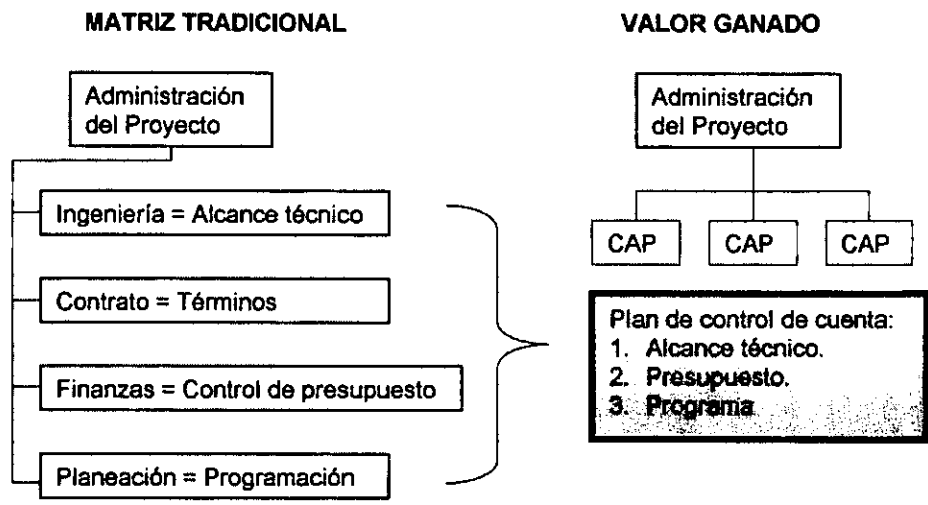 MATRIZ TRADICIONAL
Administración
del Proyecto
Ingeniería = Alcance técnico
Contrato = Términos
Finanzas = Control de presupuesto
Planeación = Programación
VALOR GANADO
Administración
del Proyecto
CAP
CAP
CAP
Plan de control de cuenta:
1. Alcance técnico.
2. Presupuesto.
3. Programa